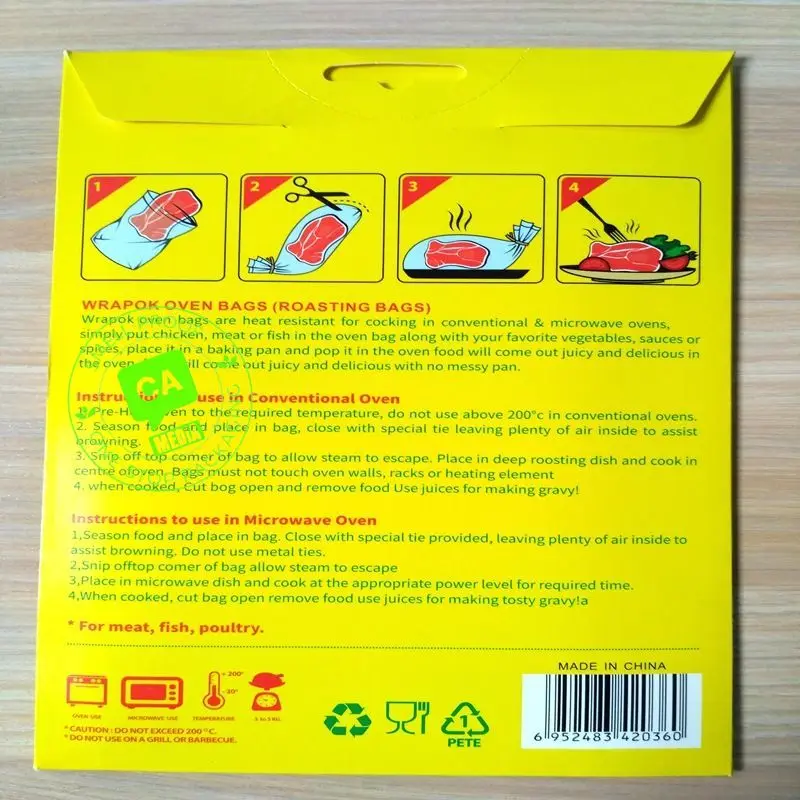 1
2
3
4
WRAPOK OVEN BAGS (ROASTING BAGS)
Wrapok oven bags are heat resistant for cocking in conventional & microwave ovens,
simply put chicken, meat or fish in the oven bag along with your favorite vegetables, sauces or
spices, place it in a baking pan and pop it in the oven food will come out juicy and delicious in
the oven will come out juicy and delicious with no messy pan.
CA
MEDIA
use in Conventional Oven
1. Pre-H to the required temperature, do not use above 200°c in conventional ovens.
2. Season food and place in bag, close with special tie leaving plenty of air inside to assist
browning.
3. Snip off top comer of bag to allow steam to escape. Place in deep roosting dish and cook in
centre ofoven. Bags must not touch oven walls, racks or heating element
4. when cooked, Cut bog open and remove food Use juices for making gravy!
Instructions to use in Microwave Oven
1,Season food and place in bag. Close with special tie provided, leaving plenty of air inside to
assist browning. Do not use metal ties.
2,Snip offtop comer of bag allow steam to escape
3,Place in microwave dish and cook at the appropriate power level for required time.
4,When cooked, cut bag open remove food use juices for making tosty gravy!a
* For meat, fish, poultry.
MADE IN CHINA
+ 200°
-30°
OVEN USE
MICROWAVE USE
TEMPERATURE
* CAUTION : DO NOT EXCEED 200 °C.
* DO NOT ON A GRILL OR BARBECUE.
1
PETE
6 952483 420360